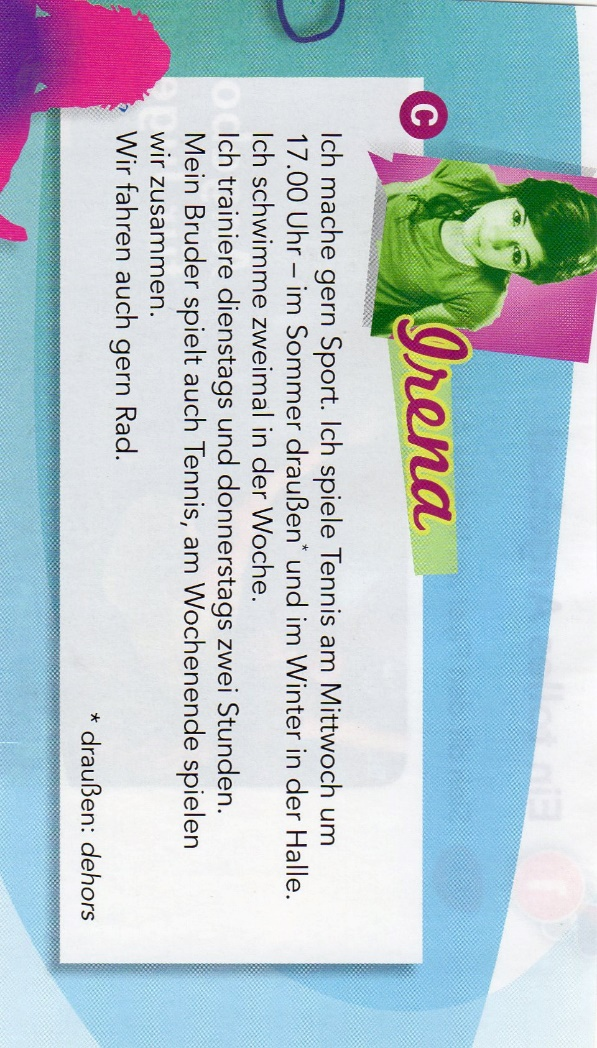 C
Irena
Ich mache gern Sport. Ich spiele Tennis am Mittwoch um
17.00 Uhr – im Sommer draußen* und im Winter in der Halle.
Ich schwimme zweimal in der Woche.
Ich trainiere dienstags und donnerstags zwei Stunden.
Mein Bruder spielt auch Tennis, am Wochenende spielen
wir zusammen.
Wir fahren auch gern Rad.
* draußen: dehors